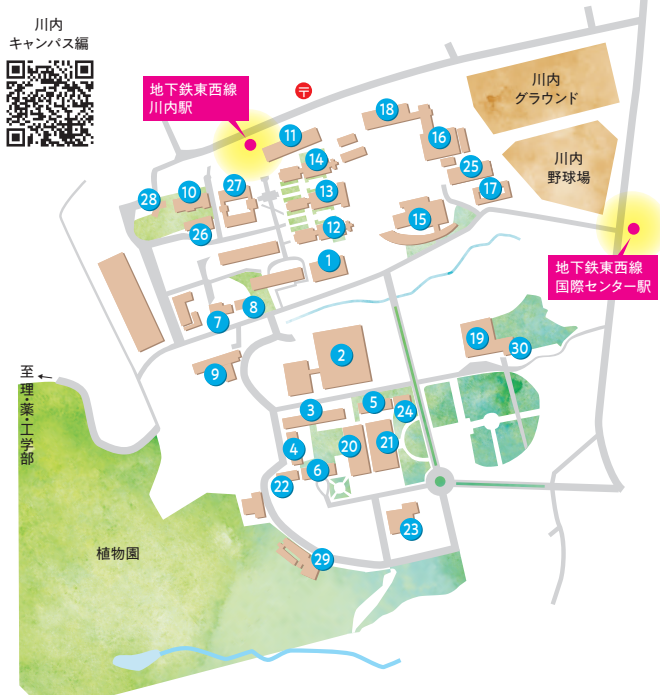 川内
キャンパス編
地下鉄東西線
川内駅
〒
川内
グラウンド
川内
野球場
地下鉄東西線
国際センター駅
18
11
16
14
25
10
27
13
17
28
15
26
12
1
8
7
19
30
2
9
5
24
3
20
21
4
6
22
23
29
至理・薬・工学部
植物園